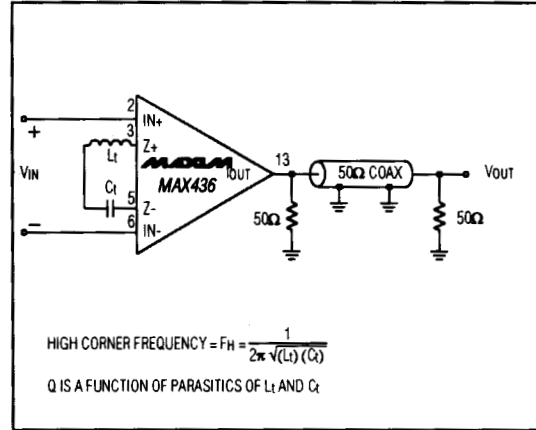 2
IN+
+
3
Z+
Lt
MAXIM
IOUT
13
50Ω COAX
VOUT
VIN
MAX436
Ct
5
Z-
50Ω
50Ω
6
−
IN-
HIGH CORNER FREQUENCY = FH = 1
2π √(Lt) (Ct)
Q IS A FUNCTION OF PARASITICS OF Lt AND Ct